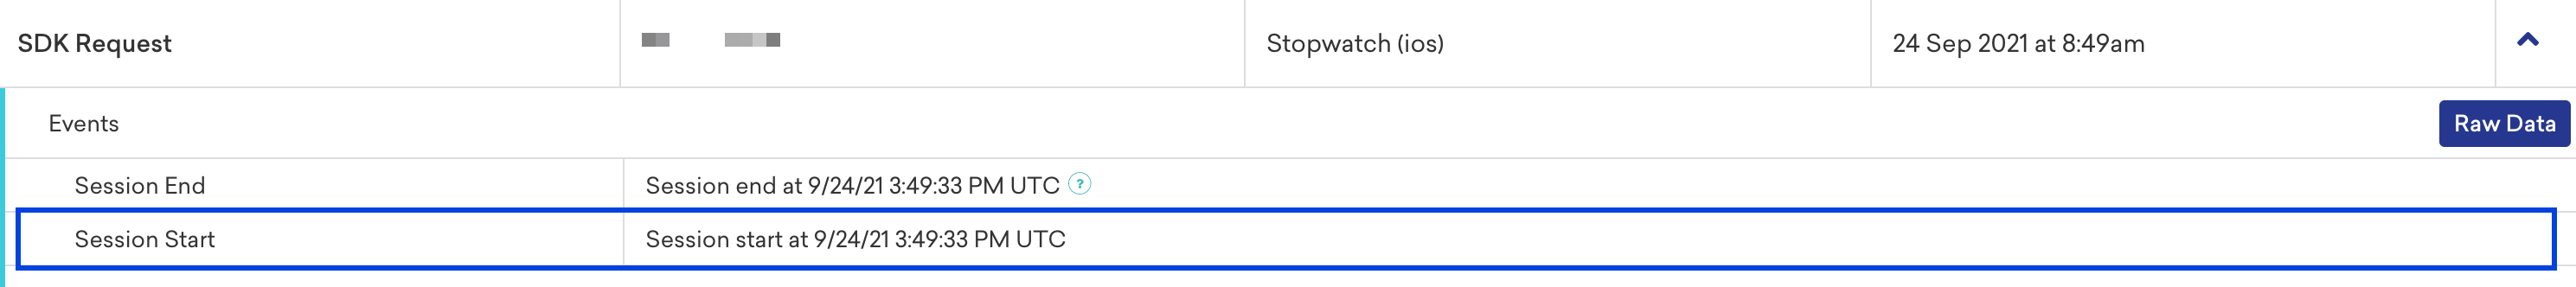 SDK Request Stopwatch (ios) 24 Sep 2021 at 8:49am
Events Raw Data
Session End Session end at 9/24/21 3:49:33 PM UTC ?
Session Start Session start at 9/24/21 3:49:33 PM UTC